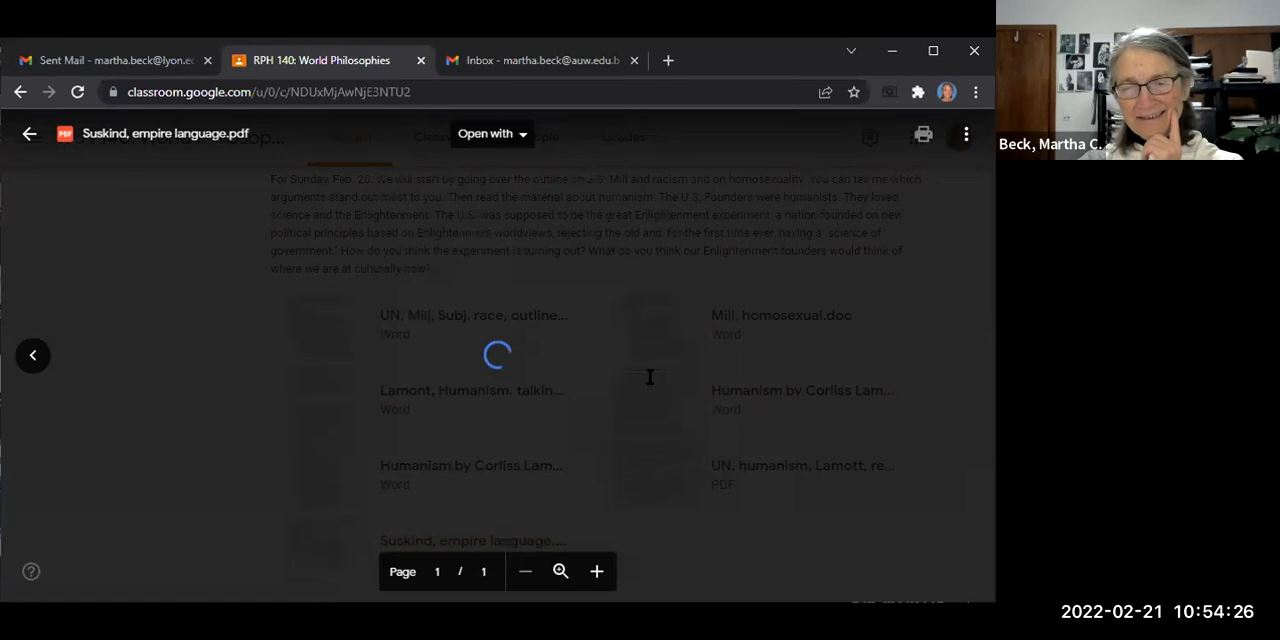 Sent Mail - martha.beck@lyon.ec
RPH 140: World Philosophies
Inbox - martha.beck@auw.edu.b
classroom.google.com/u/0/c/NDUxMjAwNjE3NTU2
Suskind, empire language.pdf
Open with
Grades
For Sunday, Feb. 20. We will start by going over the outline on J.S. Mill and racism and on homosexuality. You can tell me which
arguments stand out most to you. Then read the material about humanism. The U.S. Founders were humanists. They loved
science and the Enlightenment. The U.S. was supposed to be the great Enlightenment experiment: a nation founded on new
political principles based on Enlightenment worldviews, rejecting the old and, for the first time ever, having a "science of
government." How do you think the experiment is turning out? What do you think our Enlightenment founders would think of
where we are at culturally now?
UN, Mill, Subj. race, outline...
Word
Mill, homosexual.doc
Word
Lamont, Humanism. talkin...
Word
Humanism by Corliss Lam...
Word
Humanism by Corliss Lam...
Word
UN, humanism, Lamott, re...
PDF
Suskind, empire language,...
Page 1 / 1
Beck, Martha C.
2022-02-21 10:54:26